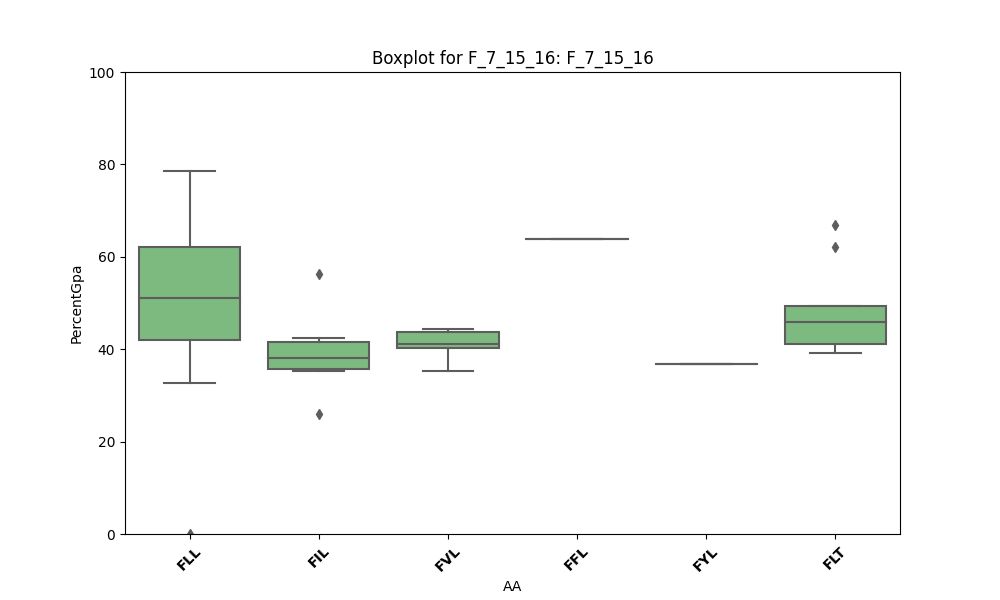 Boxplot for F_7_15_16: F_7_15_16
100
80
60
40
20
0
PercentGpa
FLL
FIL
FVL
FFL
FYL
FLT
AA